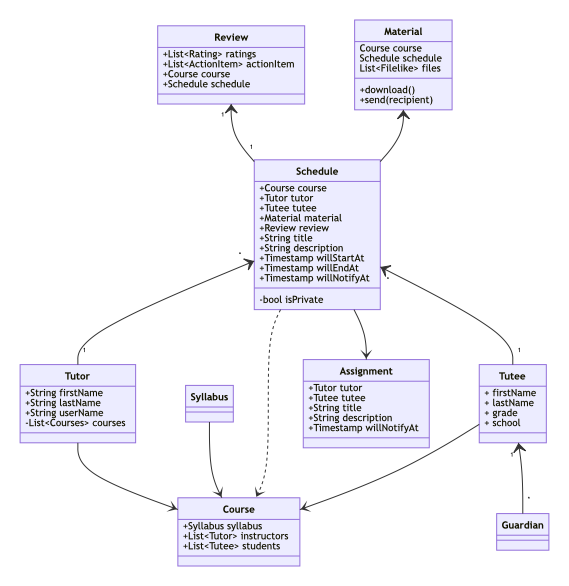 Review
+List<Rating> ratings
+List<ActionItem> actionItem
+Course course
+Schedule schedule
Material
Course course
Schedule schedule
List<Filelike> files
+download()
+send(recipient)
1
1
Schedule
+Course course
+Tutor tutor
+Tutee tutee
+Material material
+Review review
+String title
+String description
+Timestamp willStartAt
+Timestamp willEndAt
+Timestamp willNotifyAt
-bool isPrivate
*
*
1
1
Tutor
+String firstName
+String lastName
+String userName
-List<Courses> courses
Syllabus
Assignment
+Tutor tutor
+Tutee tutee
+String title
+String description
+Timestamp willNotifyAt
Tutee
+ firstName
+ lastName
+ grade
+ school
1
*
Course
+Syllabus syllabus
+List<Tutor> instructors
+List<Tutee> students
Guardian